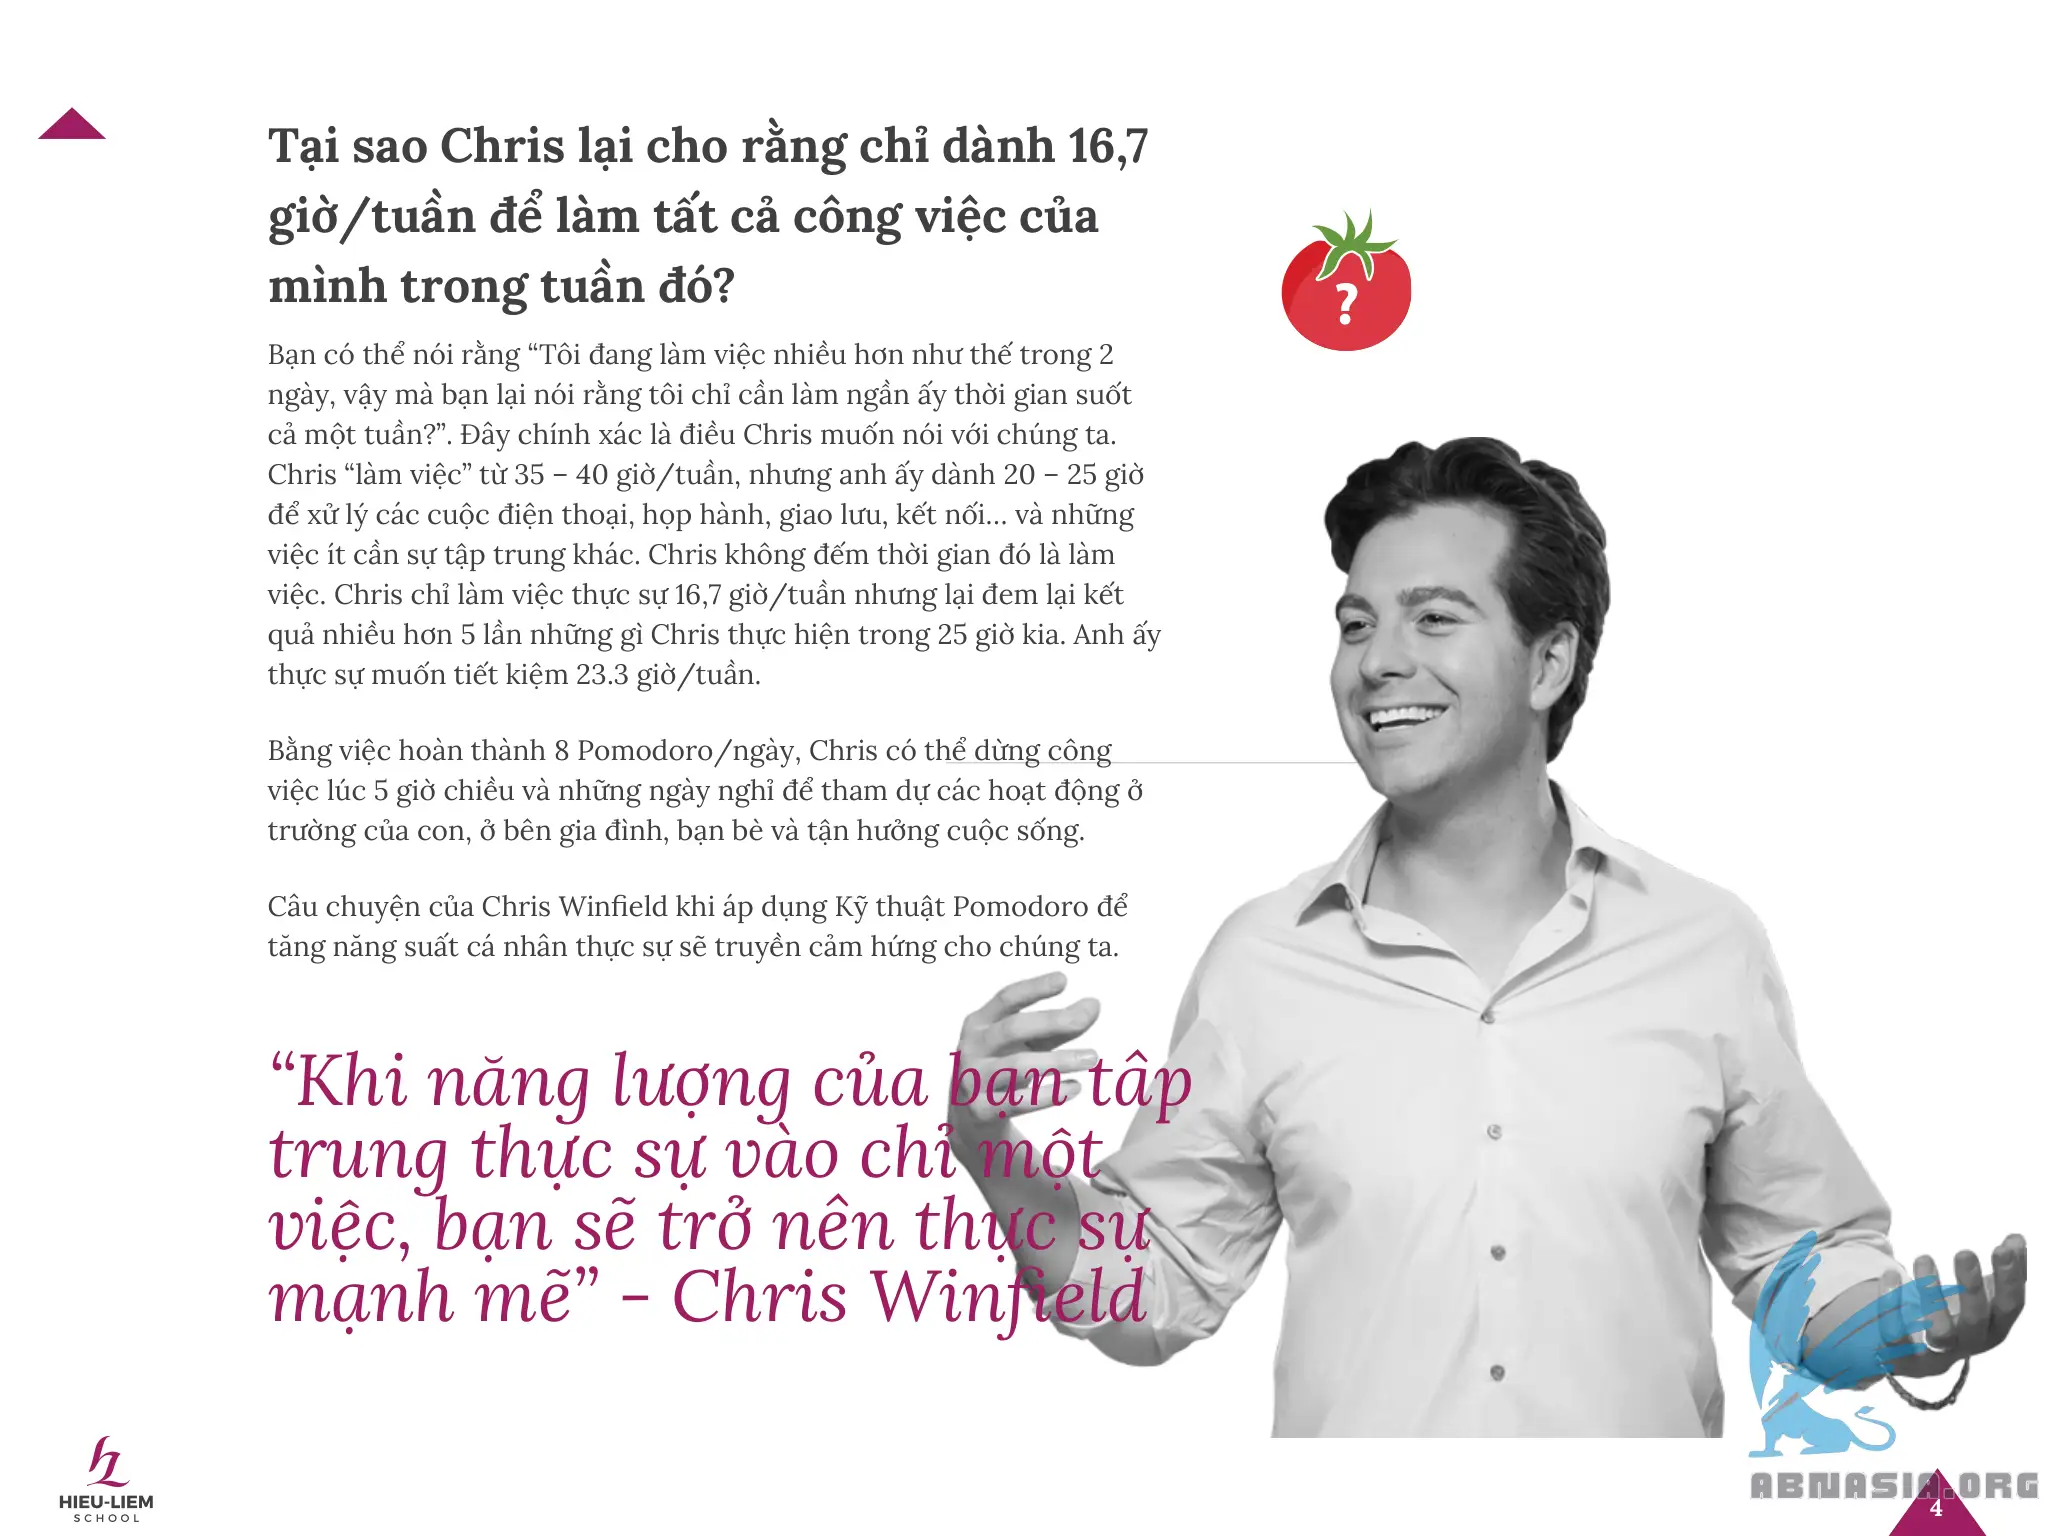 Tại sao Chris lại cho rằng chỉ dành 16,7
giờ/tuần để làm tất cả công việc của
mình trong tuần đó?
?
Bạn có thể nói rằng “Tôi đang làm việc nhiều hơn như thế trong 2
ngày, vậy mà bạn lại nói rằng tôi chỉ cần làm ngần ấy thời gian suốt
cả một tuần?”. Đây chính xác là điều Chris muốn nói với chúng ta.
Chris “làm việc” từ 35 – 40 giờ/tuần, nhưng anh ấy dành 20 – 25 giờ
để xử lý các cuộc điện thoại, họp hành, giao lưu, kết nối… và những
việc ít cần sự tập trung khác. Chris không đếm thời gian đó là làm
việc. Chris chỉ làm việc thực sự 16,7 giờ/tuần nhưng lại đem lại kết
quả nhiều hơn 5 lần những gì Chris thực hiện trong 25 giờ kia. Anh ấy
thực sự muốn tiết kiệm 23.3 giờ/tuần.
Bằng việc hoàn thành 8 Pomodoro/ngày, Chris có thể dừng công
việc lúc 5 giờ chiều và những ngày nghỉ để tham dự các hoạt động ở
trường của con, ở bên gia đình, bạn bè và tận hưởng cuộc sống.
Câu chuyện của Chris Winfield khi áp dụng Kỹ thuật Pomodoro để
tăng năng suất cá nhân thực sự sẽ truyền cảm hứng cho chúng ta.
“Khi năng lượng của bạn tâp
trung thực sự vào chỉ một
việc, bạn sẽ trở nên thực sự
mạnh mẽ” - Chris Winfield
HIEU-LIEM
SCHOOL
ABNASIA.ORG
4